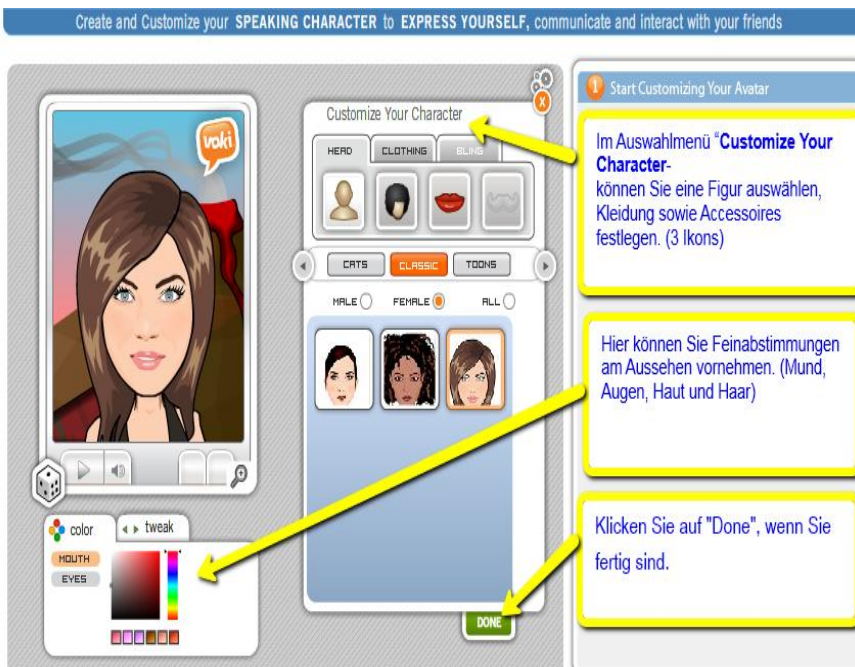 Create and Customize your SPEAKING CHARACTER to EXPRESS YOURSELF, communicate and interact with your friends
voki
Customize Your Character
X
HEAD CLOTHING BLING
CATS CLASSIC TOONS
MALE FEMALE ALL
DONE
color tweak
MOUTH
EYES
1 Start Customizing Your Avatar
Im Auswahlmenü "Customize Your
Character-
können Sie eine Figur auswählen,
Kleidung sowie Accessoires
festlegen. (3 Ikons)
Hier können Sie Feinabstimmungen
am Aussehen vornehmen. (Mund,
Augen, Haut und Haar)
Klicken Sie auf "Done", wenn Sie
fertig sind.